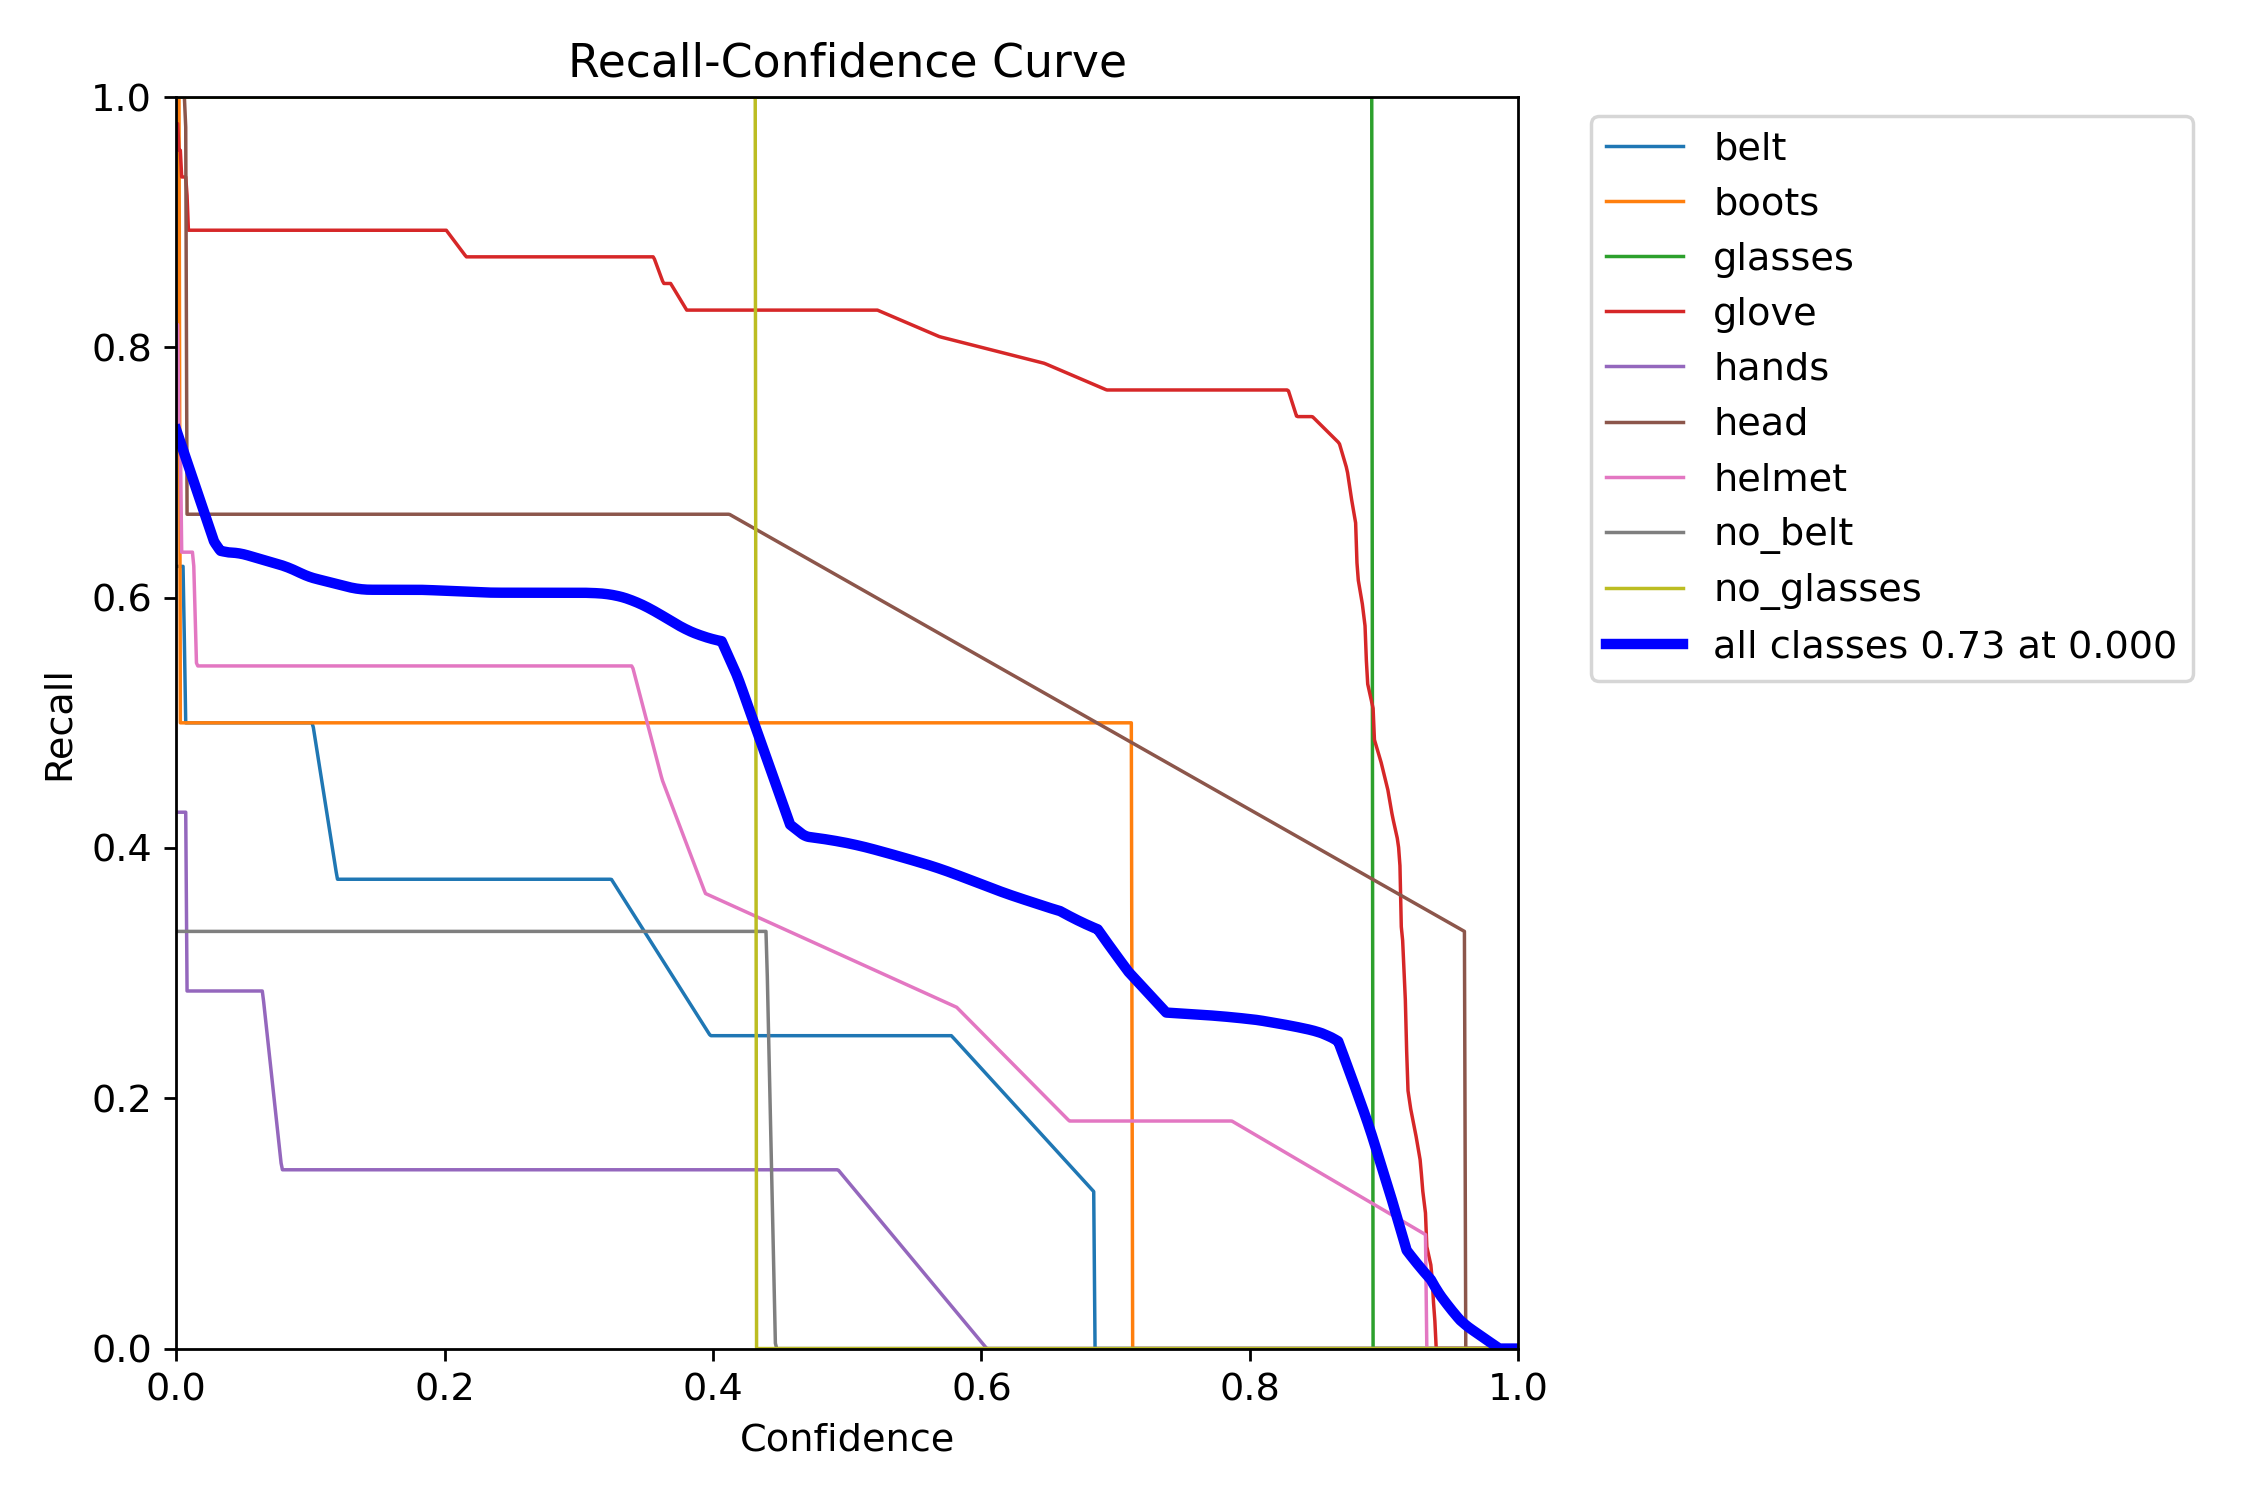 Recall-Confidence Curve
1.0
0.8
0.6
0.4
0.2
0.0
Recall
0.0 0.2 0.4 0.6 0.8 1.0
Confidence
belt
boots
glasses
glove
hands
head
helmet
no_belt
no_glasses
all classes 0.73 at 0.000